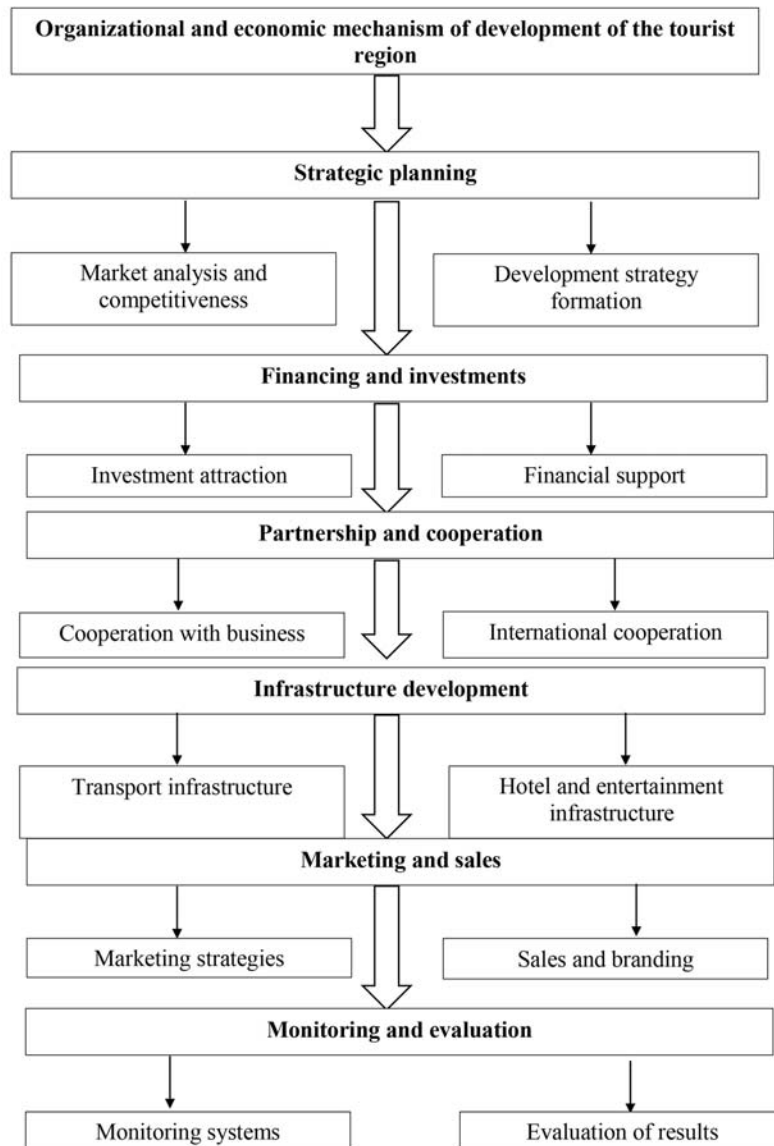 Organizational and economic mechanism of development of the tourist
region
Strategic planning
Market analysis and
competitiveness
Development strategy
formation
Financing and investments
Investment attraction
Financial support
Partnership and cooperation
Cooperation with business
International cooperation
Infrastructure development
Transport infrastructure
Hotel and entertainment
infrastructure
Marketing and sales
Marketing strategies
Sales and branding
Monitoring and evaluation
Monitoring systems
Evaluation of results